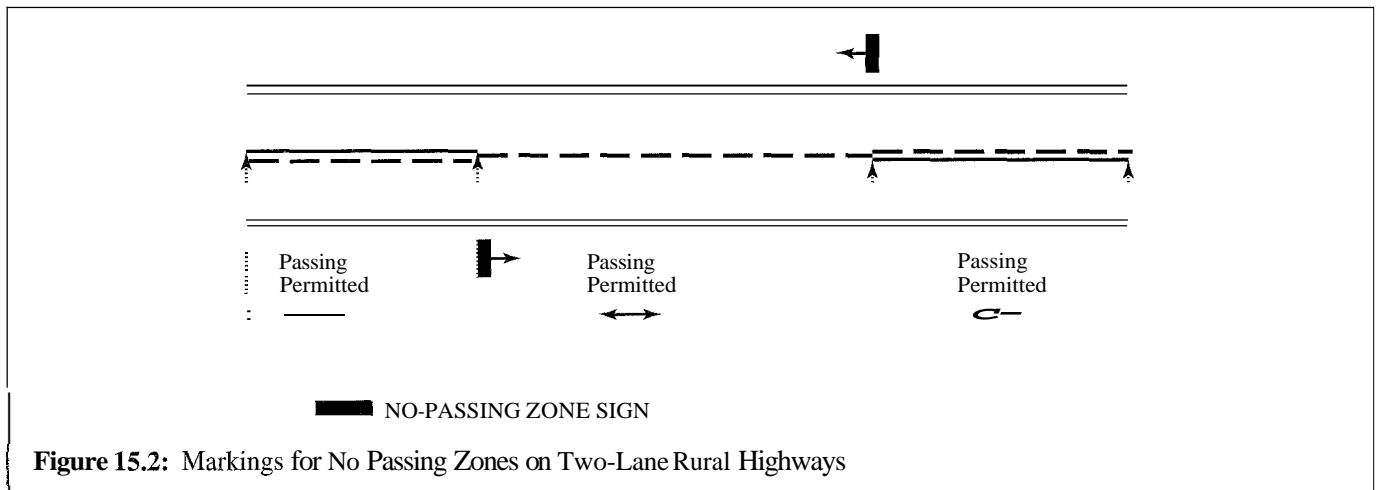 Passing
Permitted
Passing
Permitted
Passing
Permitted
NO-PASSING ZONE SIGN
Figure 15.2: Markings for No Passing Zones on Two-Lane Rural Highways